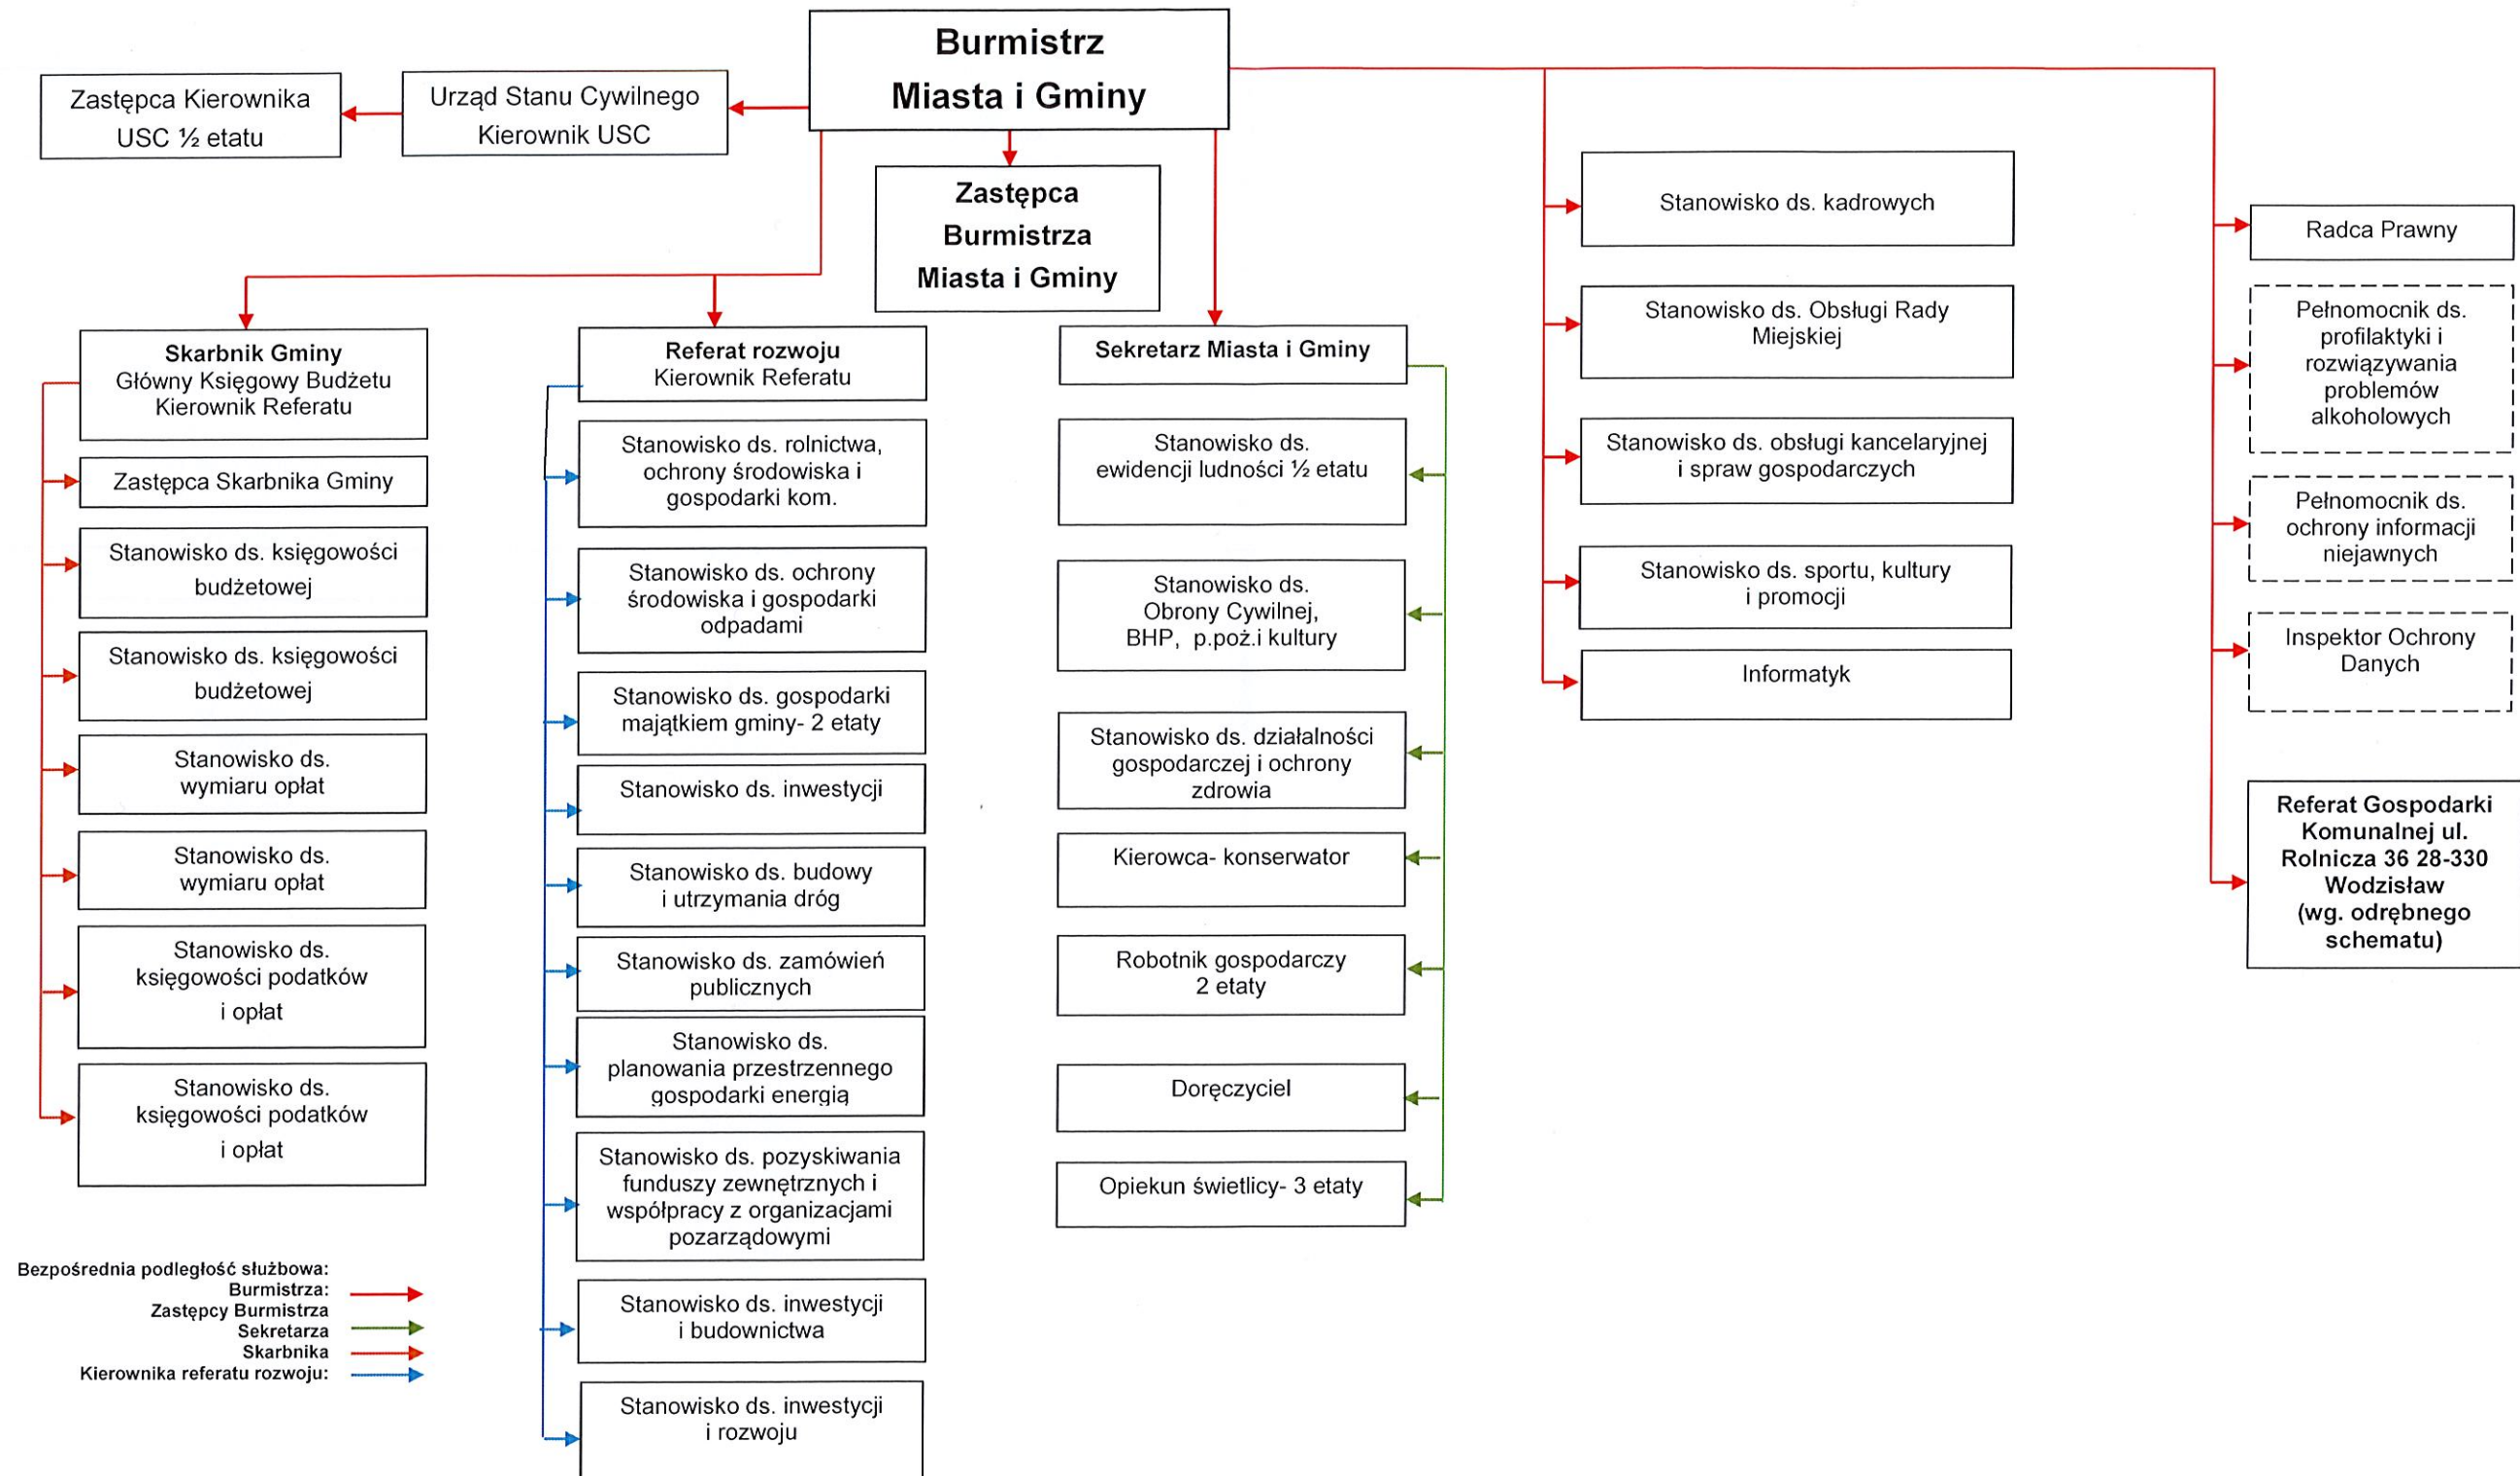 Burmistrz
Miasta i Gminy
Zastępca Kierownika
USC ½ etatu
Urząd Stanu Cywilnego
Kierownik USC
Zastępca
Burmistrza
Miasta i Gminy
Skarbnik Gminy
Główny Księgowy Budżetu
Kierownik Referatu
Zastępca Skarbnika Gminy
Stanowisko ds. księgowości
budżetowej
Stanowisko ds. księgowości
budżetowej
Stanowisko ds.
wymiaru opłat
Stanowisko ds.
wymiaru opłat
Stanowisko ds.
księgowości podatków
i opłat
Stanowisko ds.
księgowości podatków
i opłat
Referat rozwoju
Kierownik Referatu
Stanowisko ds. rolnictwa,
ochrony środowiska i
gospodarki kom.
Stanowisko ds. ochrony
środowiska i gospodarki
odpadami
Stanowisko ds. gospodarki
majątkiem gminy- 2 etaty
Stanowisko ds. inwestycji
Stanowisko ds. budowy
i utrzymania dróg
Stanowisko ds. zamówień
publicznych
Stanowisko ds.
planowania przestrzennego
gospodarki energią
Stanowisko ds. pozyskiwania
funduszy zewnętrznych i
współpracy z organizacjami
pozarządowymi
Stanowisko ds. inwestycji
i budownictwa
Stanowisko ds. inwestycji
i rozwoju
Sekretarz Miasta i Gminy
Stanowisko ds.
ewidencji ludności ½ etatu
Stanowisko ds.
Obrony Cywilnej,
BHP, p.poż.i kultury
Stanowisko ds. działalności
gospodarczej i ochrony
zdrowia
Kierowca- konserwator
Robotnik gospodarczy
2 etaty
Doręczyciel
Opiekun świetlicy- 3 etaty
Stanowisko ds. kadrowych
Stanowisko ds. Obsługi Rady
Miejskiej
Stanowisko ds. obsługi kancelaryjnej
i spraw gospodarczych
Stanowisko ds. sportu, kultury
i promocji
Informatyk
Radca Prawny
Pełnomocnik ds.
profilaktyki i
rozwiązywania
problemów
alkoholowych
Pełnomocnik ds.
ochrony informacji
niejawnych
Inspektor Ochrony
Danych
Referat Gospodarki
Komunalnej ul.
Rolnicza 36 28-330
Wodzisław
(wg. odrębnego
schematu)
Bezpośrednia podległość służbowa:
Burmistrza:
Zastępcy Burmistrza
Sekretarza
Skarbnika
Kierownika referatu rozwoju: